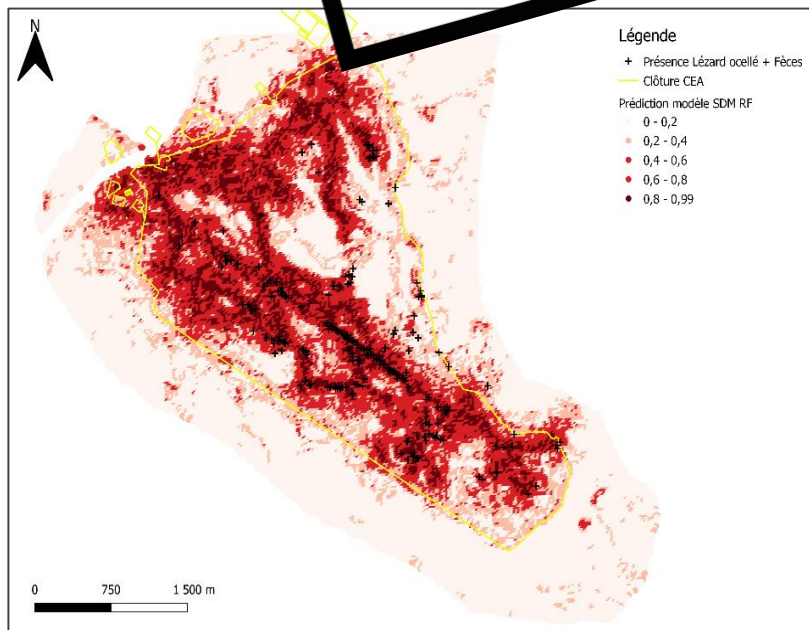 N
Légende
+ Présence Lézard ocellé + Fèces
Clôture CEA
Prédiction modèle SDM RF
0 - 0,2
0,2 - 0,4
0,4 - 0,6
0,6 - 0,8
0,8 - 0,99
0 750 1 500 m